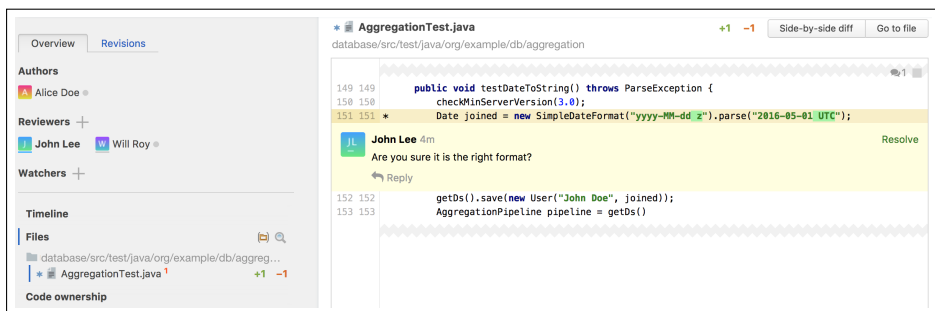 Overview
Revisions
Authors
A Alice Doe
Reviewers
J John Lee W Will Roy
Watchers
Timeline
Files
database/src/test/java/org/example/db/aggreg...
* AggregationTest.java 1 +1 −1
Code ownership
* AggregationTest.java +1 −1 Side-by-side diff Go to file
database/src/test/java/org/example/db/aggregation
1
149 149 public void testDateToString() throws ParseException {
150 150 checkMinServerVersion(3.0);
151 151 * Date joined = new SimpleDateFormat("yyyy-MM-dd z").parse("2016-05-01 UTC");
JL John Lee 4m Resolve
Are you sure it is the right format?
Reply
152 152 getDs().save(new User("John Doe", joined));
153 153 AggregationPipeline pipeline = getDs()